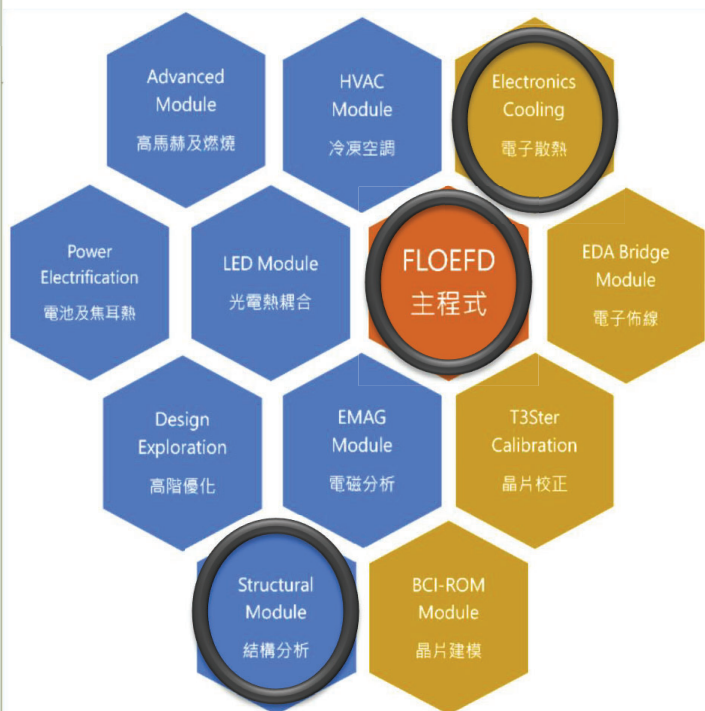 Advanced
Module
高馬赫及燃燒
HVAC
Module
冷凍空調
Electronics
Cooling
電子散熱
Power
Electrification
電池及焦耳熱
LED Module
光電熱耦合
FLOEFD
主程式
EDA Bridge
Module
電子佈線
Design
Exploration
高階優化
EMAG
Module
電磁分析
T3Ster
Calibration
晶片校正
Structural
Module
結構分析
BCI-ROM
Module
晶片建模